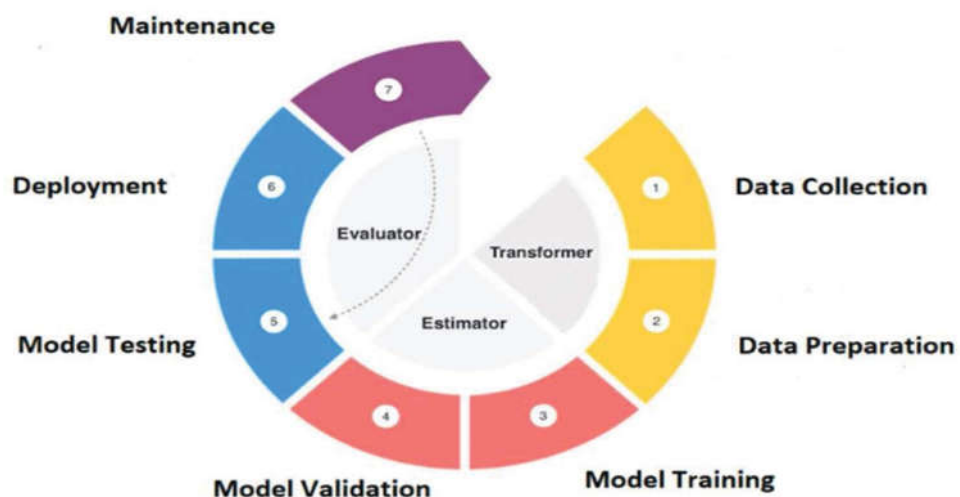 Maintenance
7
Deployment
6
1
Data Collection
Evaluator
Transformer
Estimator
Model Testing
5
2
Data Preparation
4
3
Model Validation
Model Training